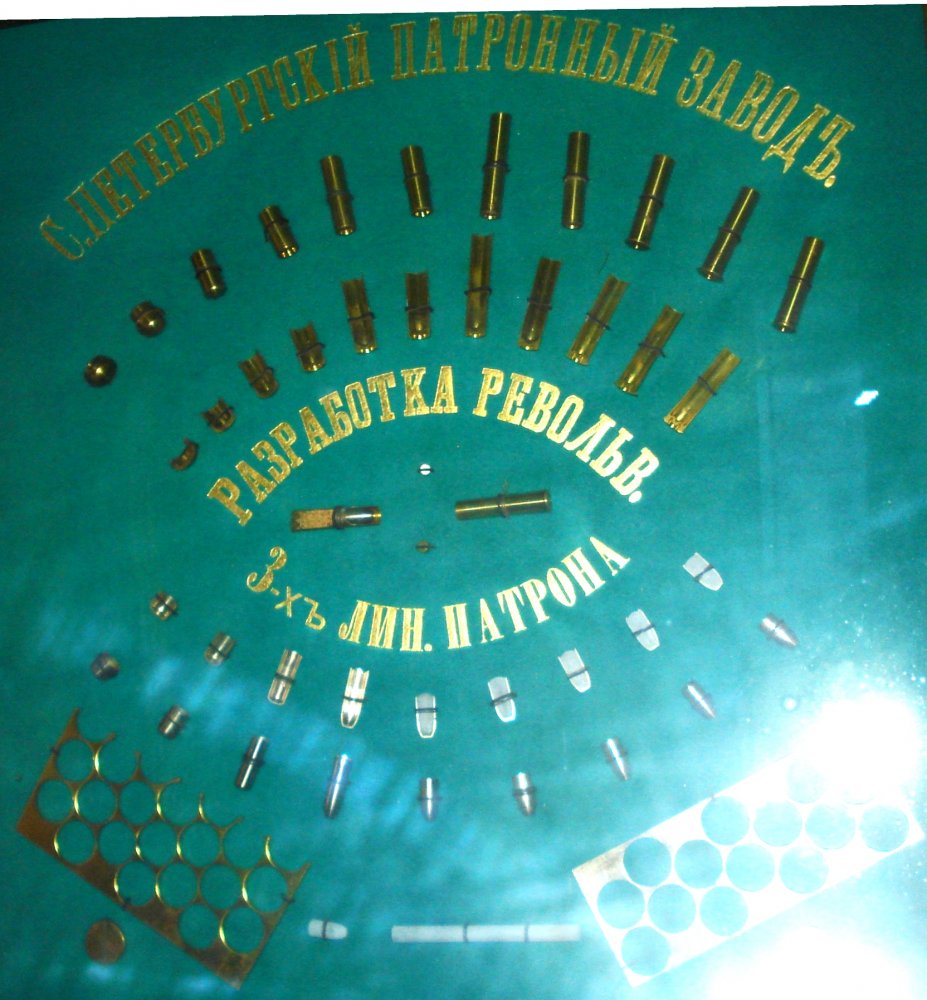 С.ПЕТЕРБУРГСКІЙ ПАТРОННЫЙ ЗАВОДЪ.
РАЗРАБОТКА РЕВОЛЬВ.
3-хъ ЛИН. ПАТРОНА